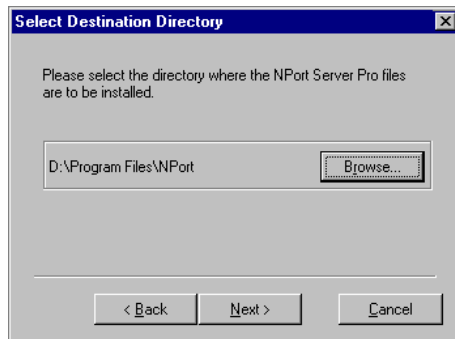 Select Destination Directory
Please select the directory where the NPort Server Pro files
are to be installed.
D:\Program Files\NPort
Browse...
< Back
Next >
Cancel